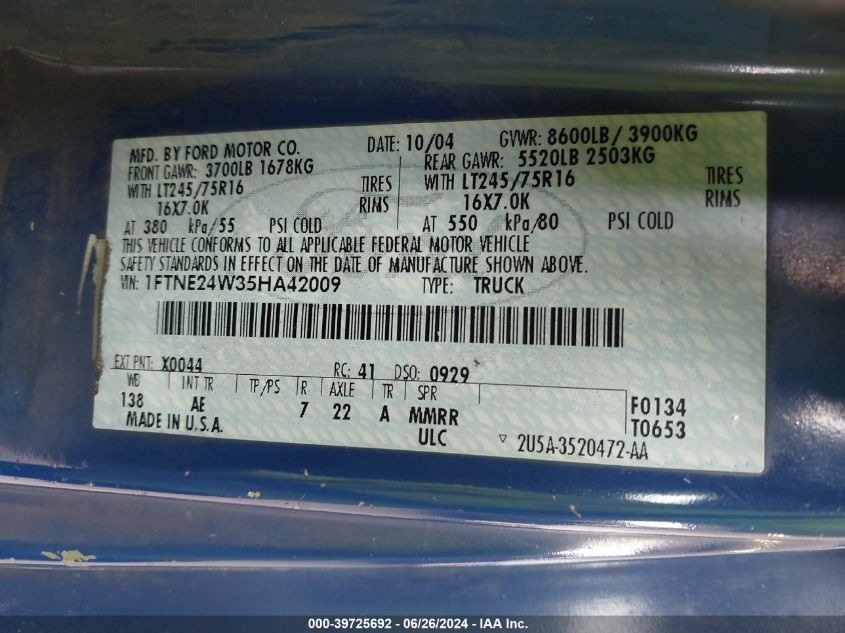 MFD. BY FORD MOTOR CO. DATE: 10/04 GVWR: 8600LB/ 3900KG
FRONT GAWR: 3700LB 1678KG REAR GAWR: 5520LB 2503KG
WITH LT245/75R16 TIRES WITH LT245/75R16 TIRES
16X7.0K RIMS 16X7.0K RIMS
AT 380 kPa/55 PSI COLD AT 550 kPa/80 PSI COLD
THIS VEHICLE CONFORMS TO ALL APPLICABLE FEDERAL MOTOR VEHICLE
SAFETY STANDARDS IN EFFECT ON THE DATE OF MANUFACTURE SHOWN ABOVE.
VIN: 1FTNE24W35HA42009 TYPE: TRUCK
EXT PNT: X0044 RC: 41 DSO: 0929
WB INT TR TP/PS R AXLE TR SPR
138 AE 7 22 A MMRR F0134
MADE IN U.S.A. ULC T0653
▽ 2U5A-3520472-AA
000-39725692 - 06/26/2024 - IAA Inc.